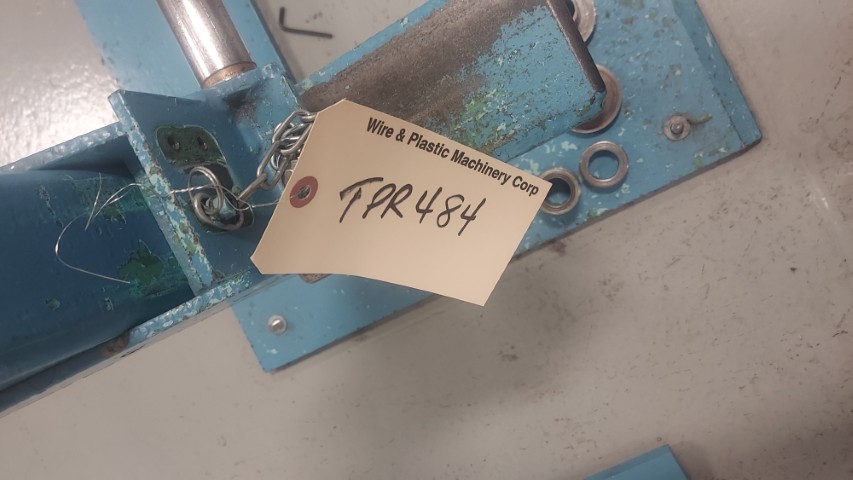 Wire & Plastic Machinery Corp
TPR484